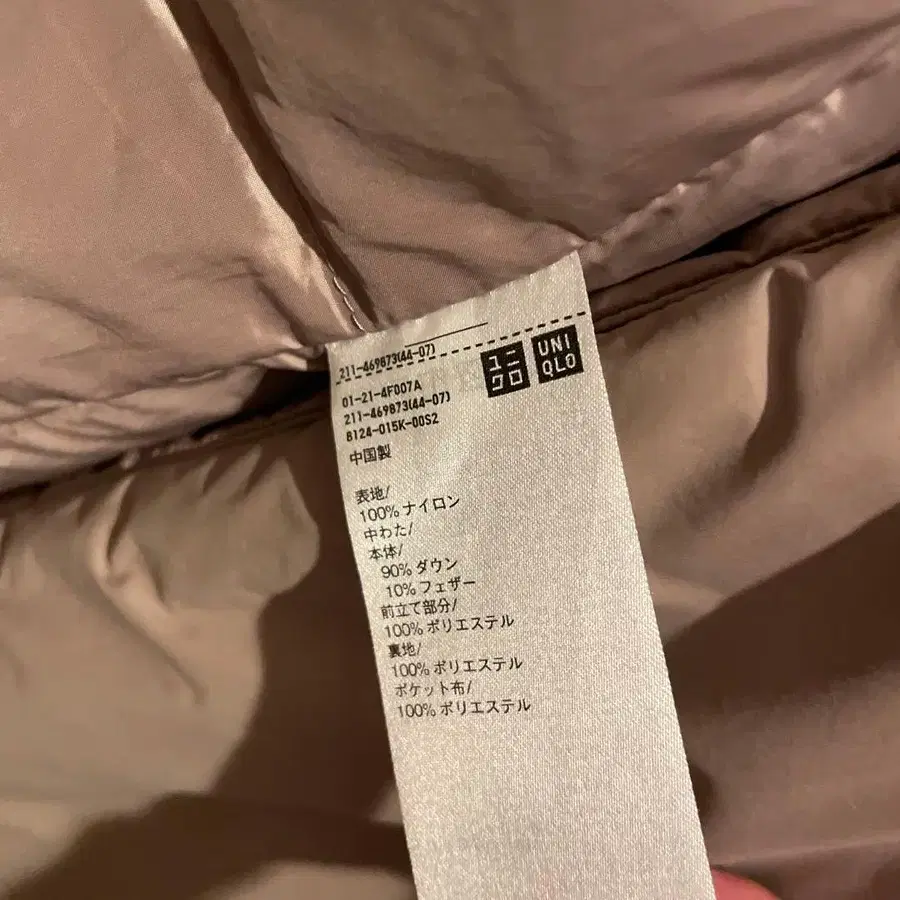 211-469873(44-07)
ユニ
クロ
UNI
QLO
01-21-4F007A
211-469873(44-07)
8124-015K-00S2
中国製
表地/
100% ナイロン
中わた/
本体/
90% ダウン
10% フェザー
前立て部分/
100% ポリエステル
裏地/
100% ポリエステル
ポケット布/
100% ポリエステル